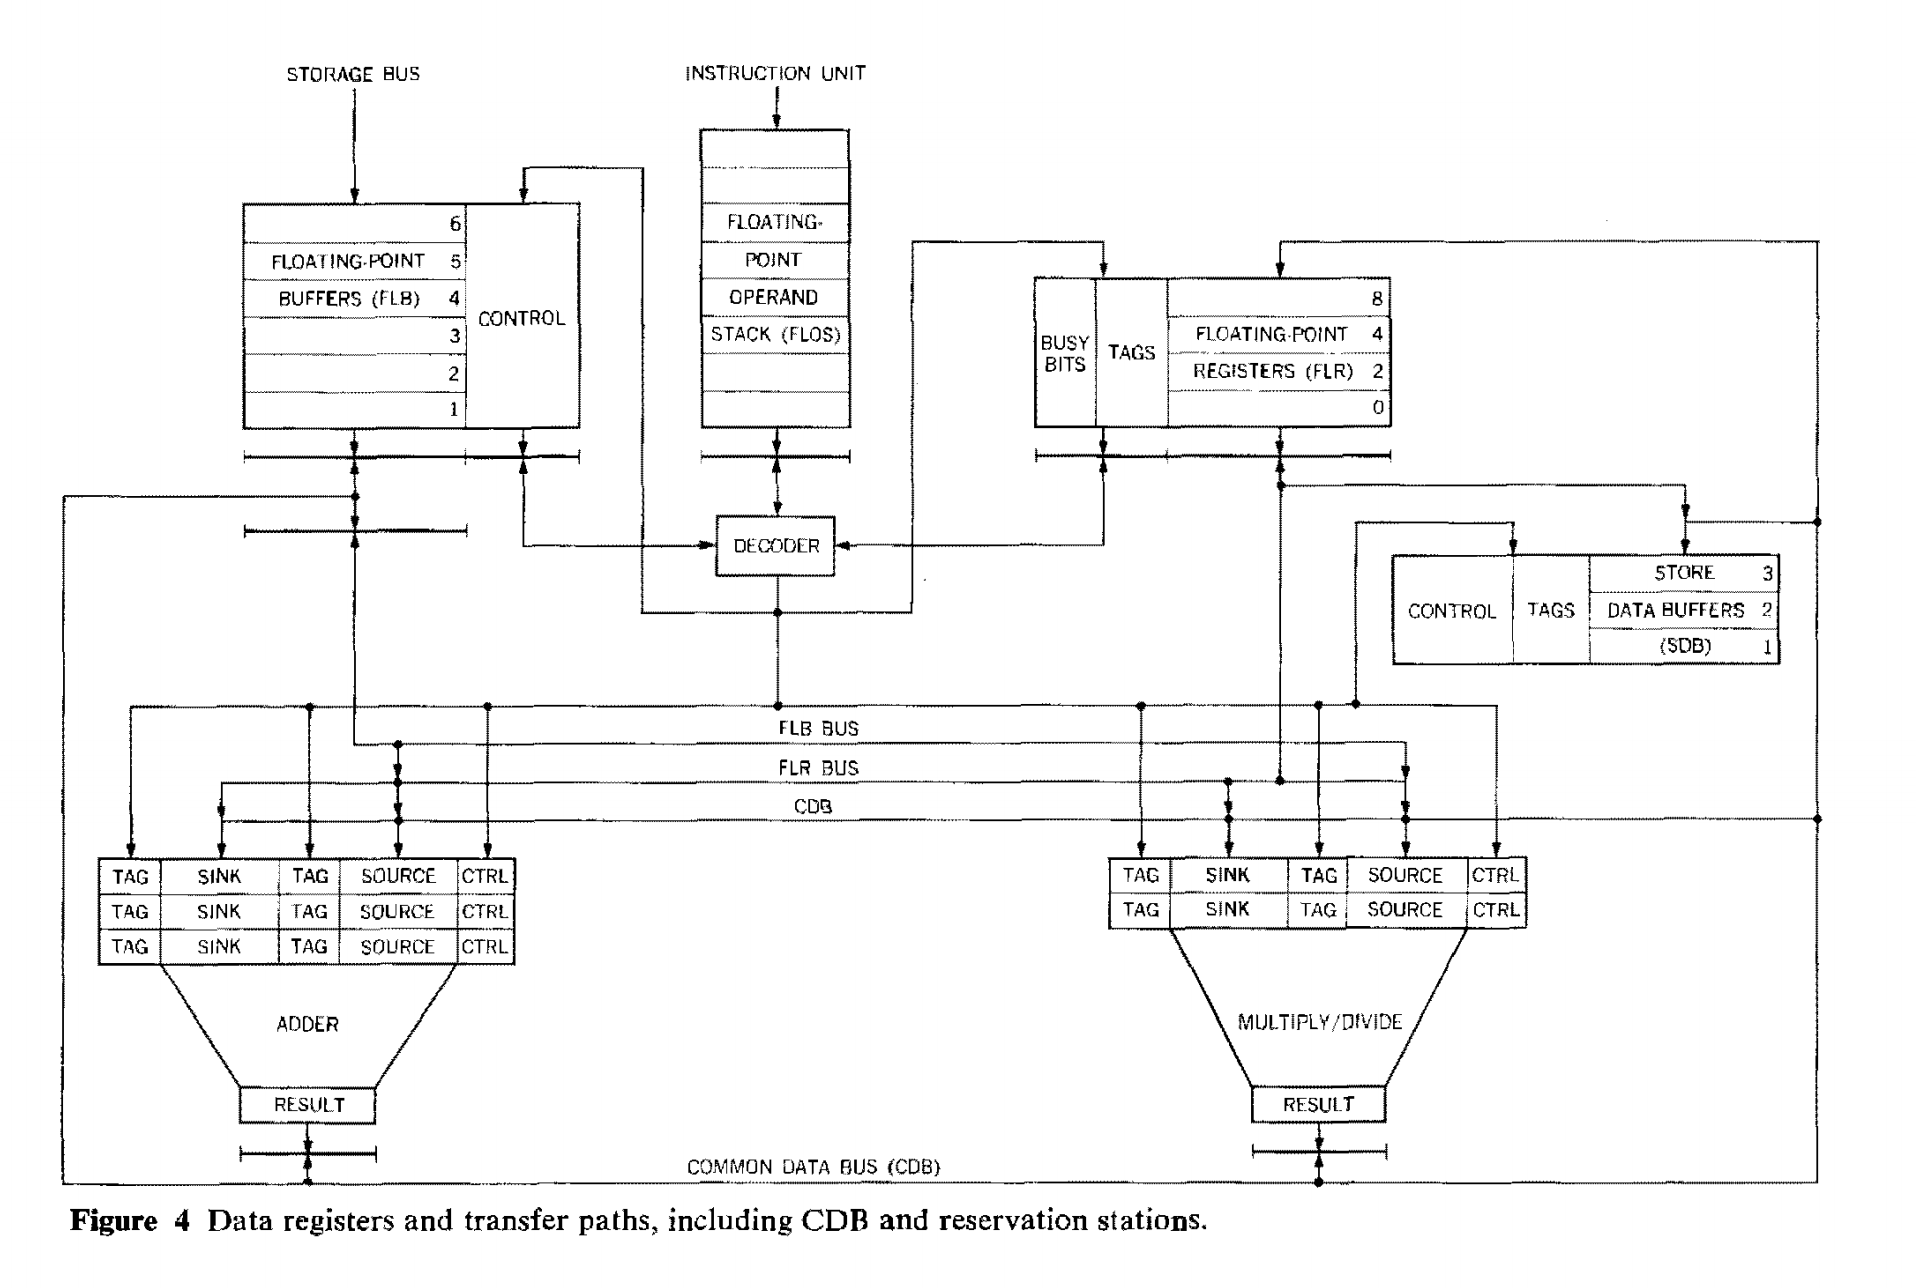 STORAGE BUS
INSTRUCTION UNIT
6
FLOATING-POINT 5
BUFFERS (FLB) 4
3
2
1
CONTROL
FLOATING-
POINT
OPERAND
STACK (FLOS)
BUSY
BITS
TAGS
8
FLOATING-POINT 4
REGISTERS (FLR) 2
0
DECODER
CONTROL
TAGS
STORE 3
DATA BUFFERS 2
(SDB) 1
FLB BUS
FLR BUS
CDB
TAG SINK TAG SOURCE CTRL
TAG SINK TAG SOURCE CTRL
TAG SINK TAG SOURCE CTRL
ADDER
RESULT
TAG SINK TAG SOURCE CTRL
TAG SINK TAG SOURCE CTRL
MULTIPLY/DIVIDE
RESULT
COMMON DATA BUS (CDB)
Figure 4 Data registers and transfer paths, including CDB and reservation stations.